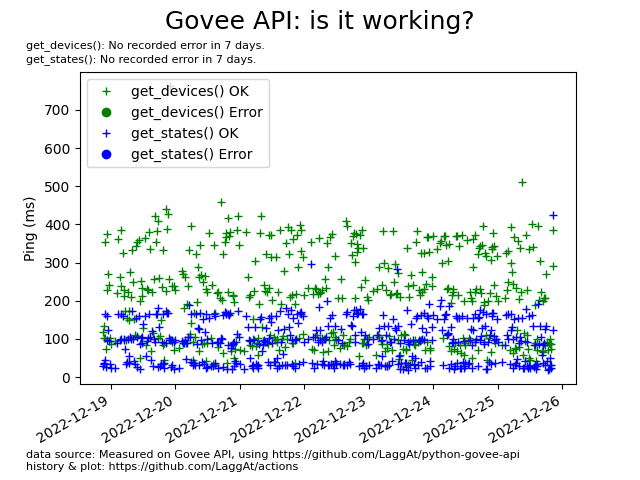 Govee API: is it working?
get_devices(): No recorded error in 7 days.
get_states(): No recorded error in 7 days.
get_devices() OK
get_devices() Error
get_states() OK
get_states() Error
Ping (ms)
700
600
500
400
300
200
100
0
2022-12-19
2022-12-20
2022-12-21
2022-12-22
2022-12-23
2022-12-24
2022-12-25
2022-12-26
data source: Measured on Govee API, using https://github.com/LaggAt/python-govee-api
history & plot: https://github.com/LaggAt/actions